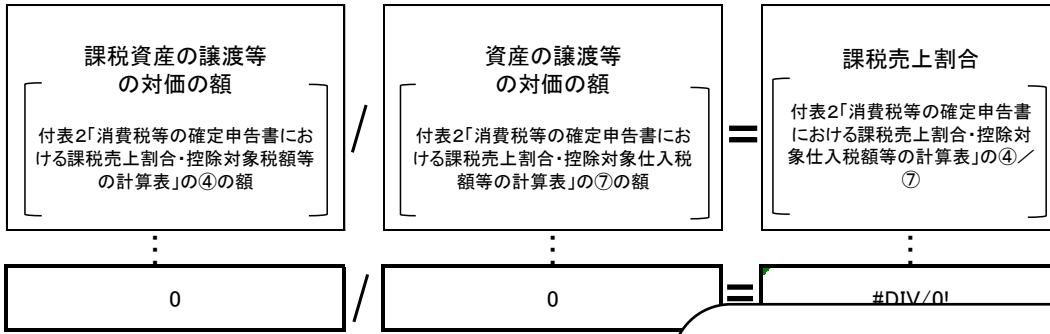 課税資産の譲渡等
の対価の額
付表2「消費税等の確定申告書にお
ける課税売上割合・控除対象税額等
の計算表」の④の額
/
資産の譲渡等
の対価の額
付表2「消費税等の確定申告書にお
ける課税売上割合・控除対象仕入税
額等の計算表」の⑦の額
=
課税売上割合
付表2「消費税等の確定申告書
における課税売上割合・控除対
象仕入税額等の計算表」の④/
⑦
0
/
0
=
#DIV/0!